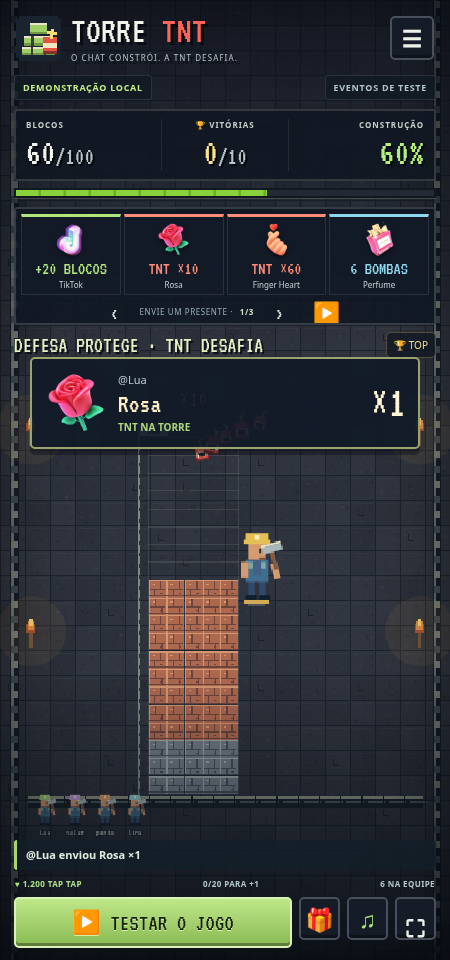 TORRE TNT
O CHAT CONSTRÓI. A TNT DESAFIA.
DEMONSTRAÇÃO LOCAL
EVENTOS DE TESTE
BLOCOS
🏆 VITÓRIAS
CONSTRUÇÃO
60/100
0/10
60%
+20 BLOCOS
TNT X10
TNT X60
6 BOMBAS
TikTok
Rosa
Finger Heart
Perfume
‹ ENVIE UM PRESENTE · 1/3 ›
DEFESA PROTEGE · TNT DESAFIA
🏆 TOP
@Lua
Rosa
X1
TNT NA TORRE
Lua
@Lua enviou Rosa ×1
♥ 1.200 TAP TAP
0/20 PARA +1
6 NA EQUIPE
TESTAR O JOGO